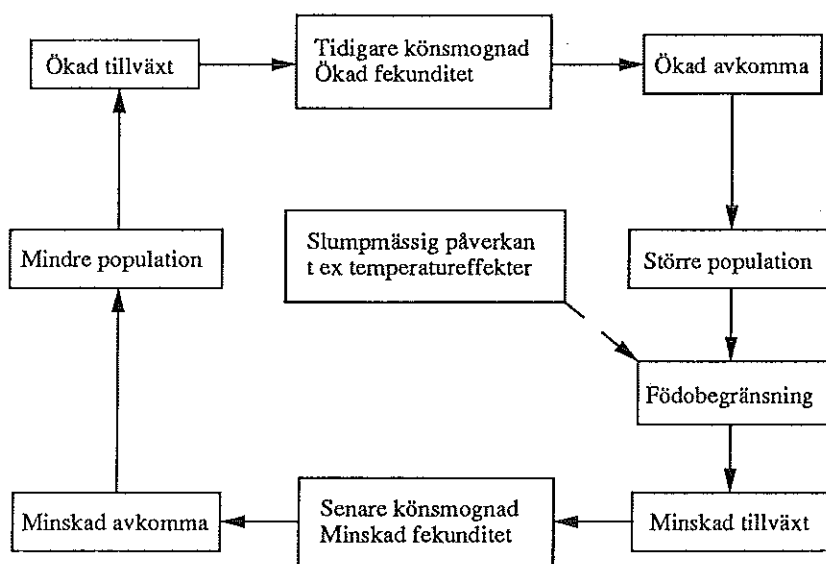 Ökad tillväxt
Tidigare könsmognad
Ökad fekunditet
Ökad avkomma
Mindre population
Slumpmässig påverkan
t ex temperatureffekter
Större population
Födobegränsning
Minskad avkomma
Senare könsmognad
Minskad fekunditet
Minskad tillväxt